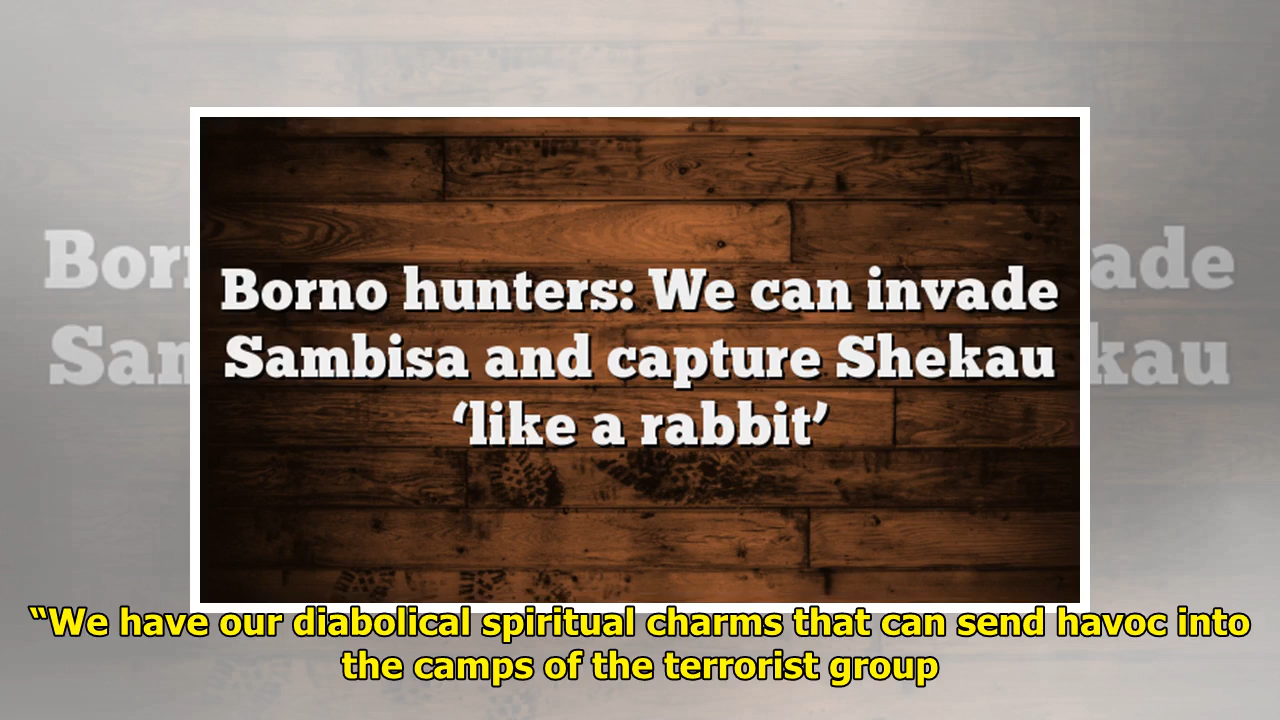 Borno hunters: We can invade
Sambisa and capture Shekau
‘like a rabbit’
“We have our diabolical spiritual charms that can send havoc into
the camps of the terrorist group